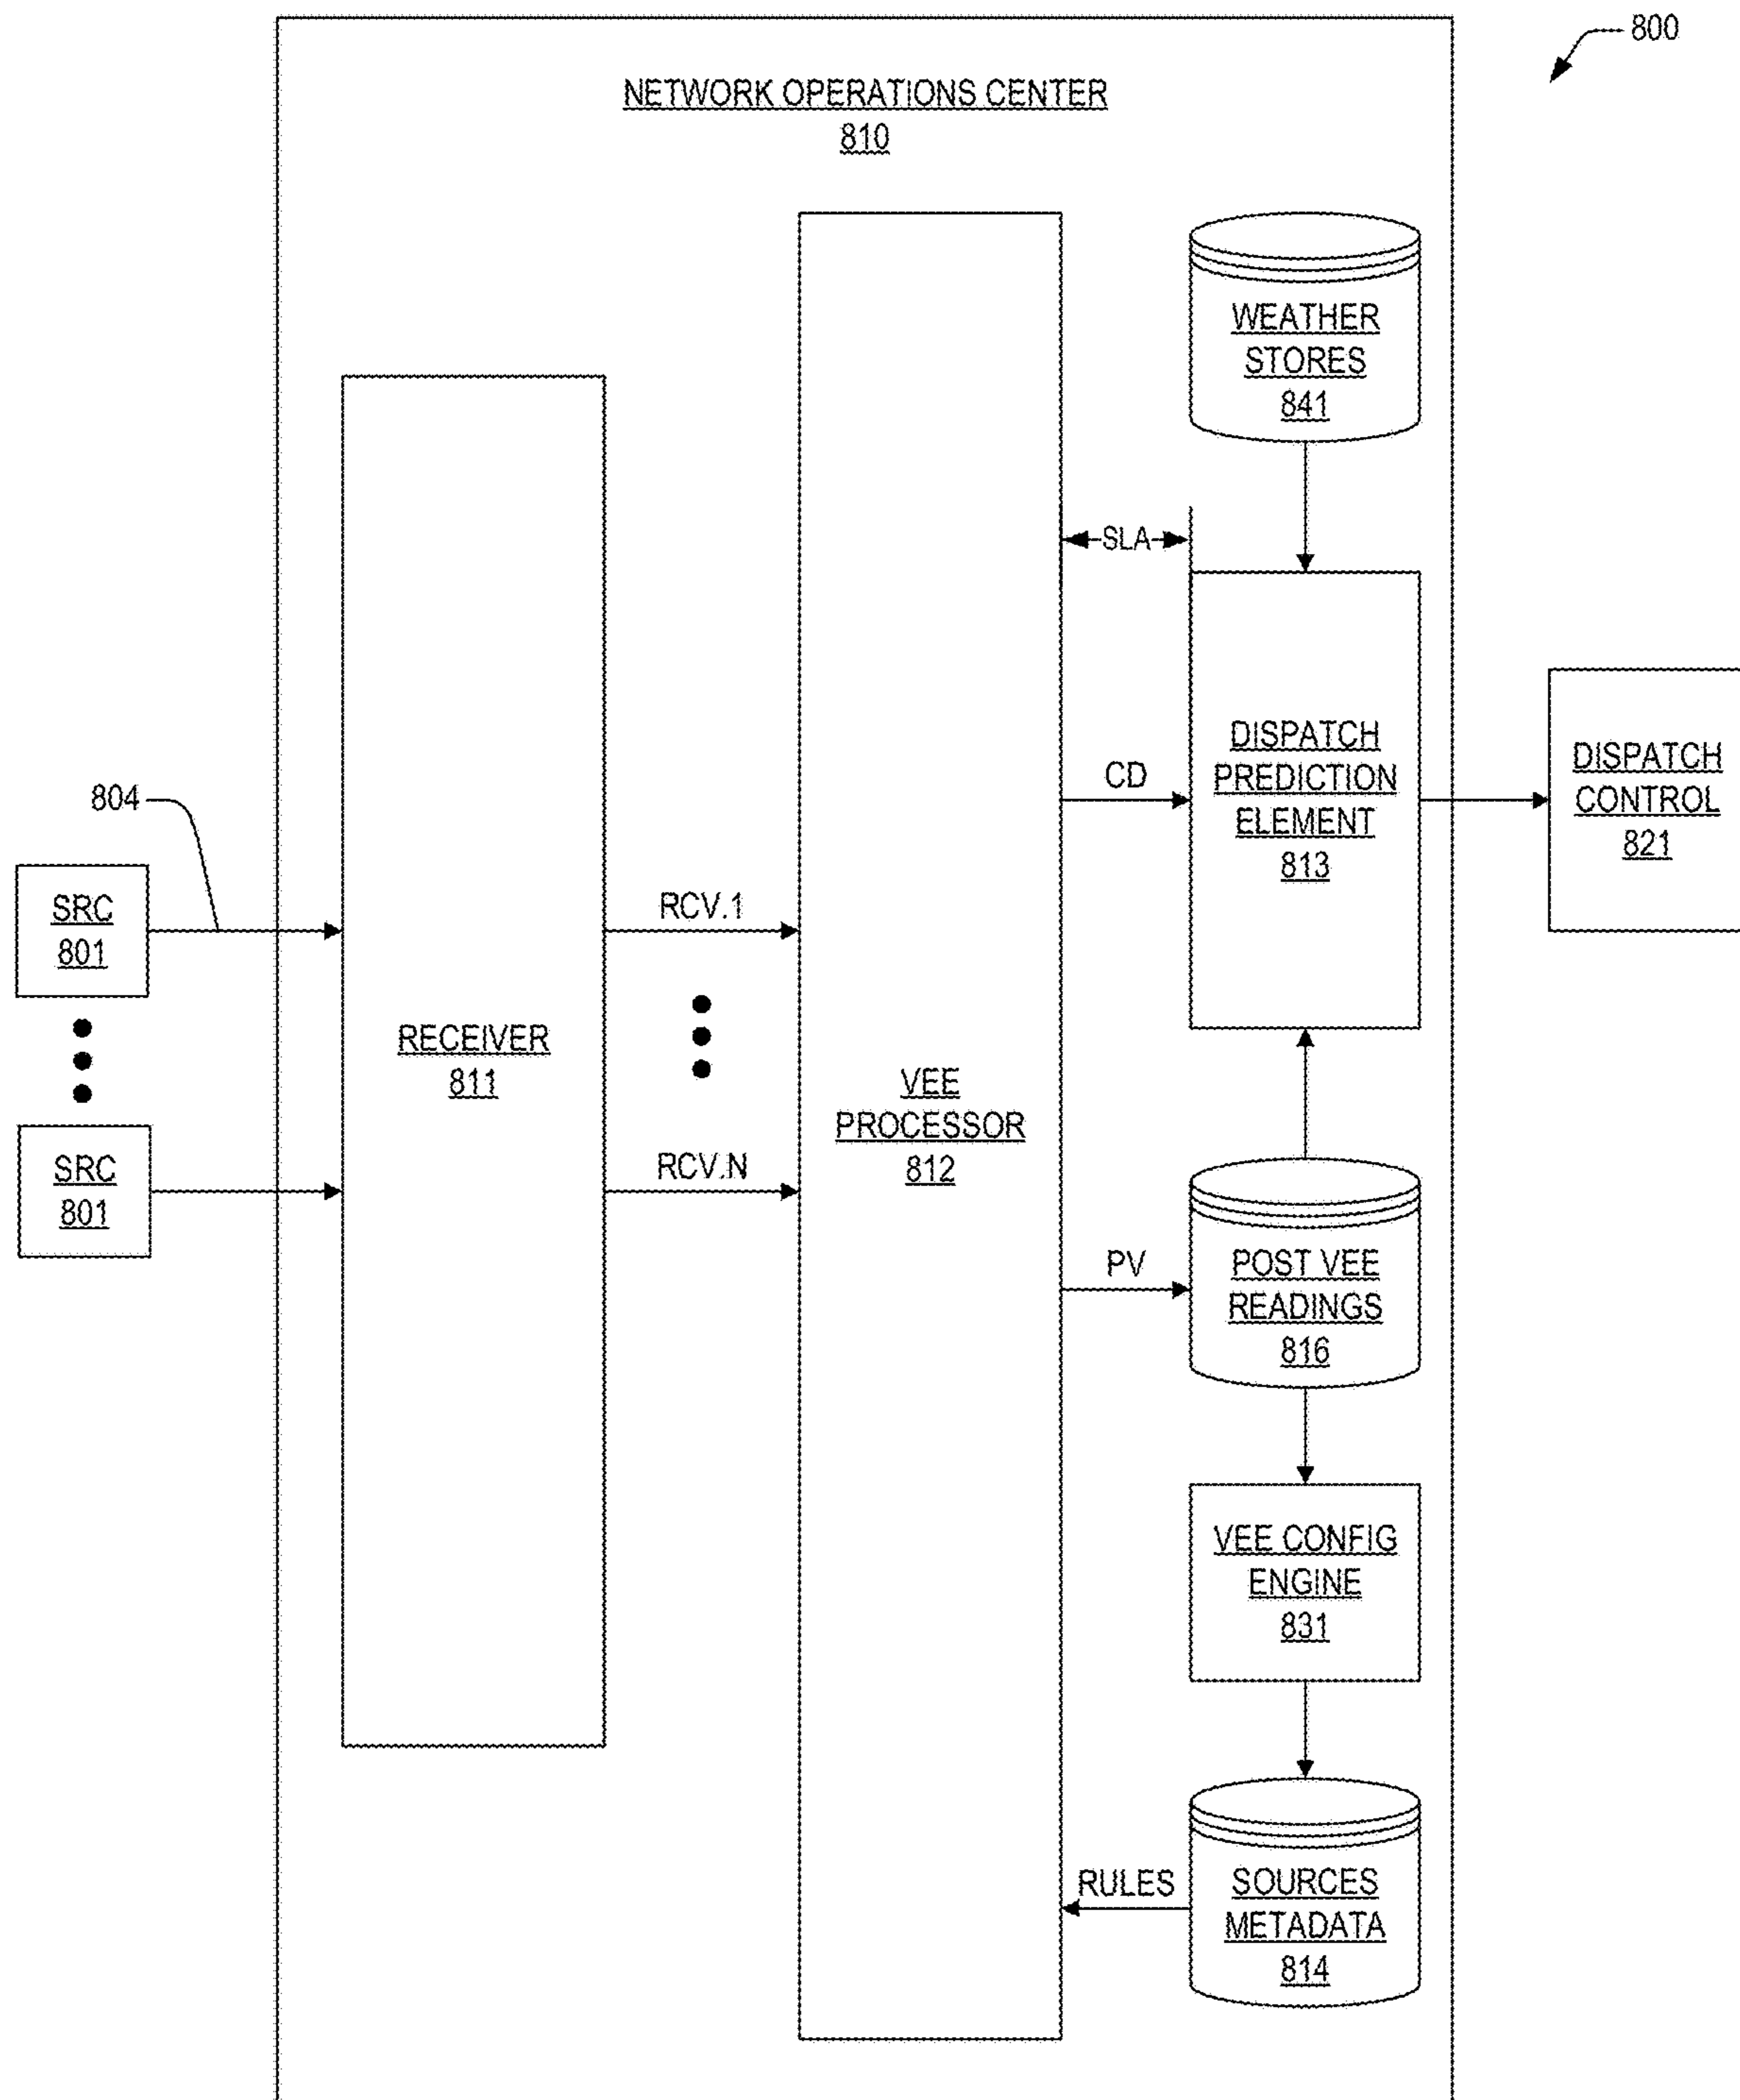 800
NETWORK OPERATIONS CENTER
810
WEATHER
STORES
841
SLA
DISPATCH
PREDICTION
ELEMENT
813
CD
DISPATCH
CONTROL
821
804
SRC
801
RCV.1
RECEIVER
811
VEE
PROCESSOR
812
SRC
801
RCV.N
PV
POST VEE
READINGS
816
VEE CONFIG
ENGINE
831
RULES
SOURCES
METADATA
814